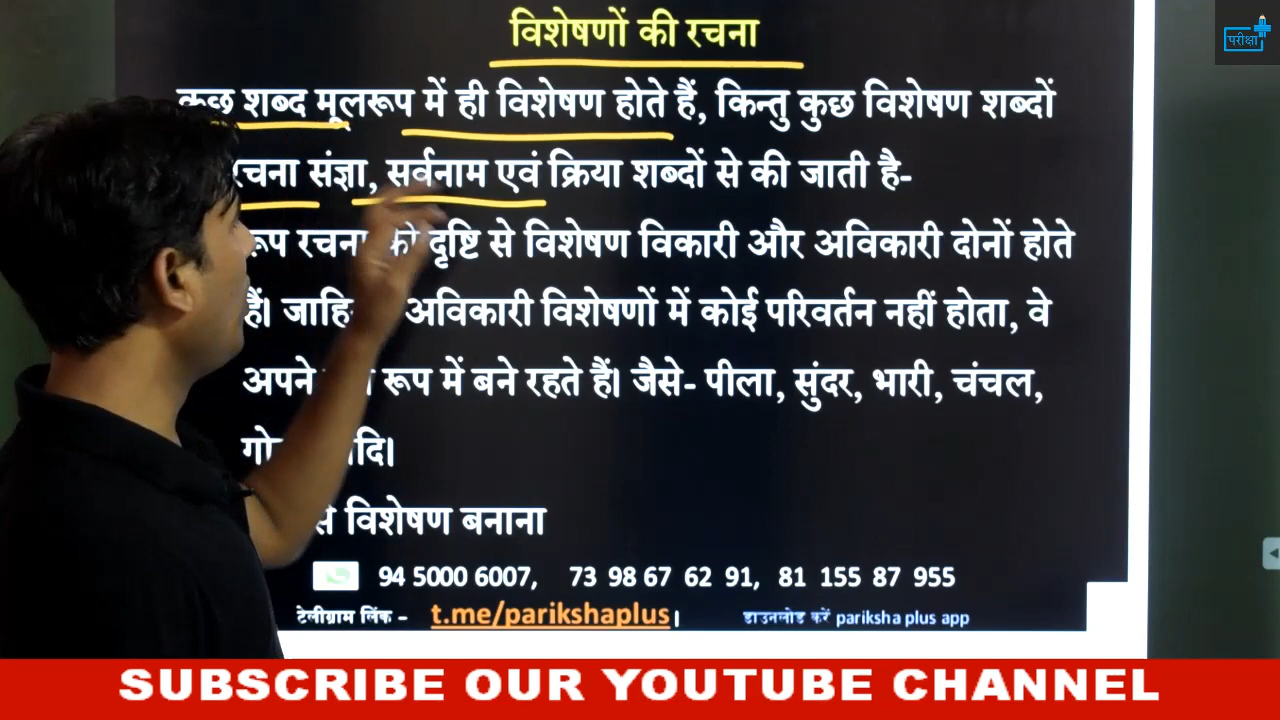 परीक्षा
विशेषणों की रचना
कुछ शब्द मूलरूप में ही विशेषण होते हैं, किन्तु कुछ विशेषण शब्दों
रचना संज्ञा, सर्वनाम एवं क्रिया शब्दों से की जाती है-
रूप रचना की दृष्टि से विशेषण विकारी और अविकारी दोनों होते
हैं। अविकारी विशेषणों में कोई परिवर्तन नहीं होता, वे
अपने रूप में बने रहते हैं। जैसे- पीला, सुंदर, भारी, चंचल,
से विशेषण बनाना
94 5000 6007, 73 98 67 62 91, 81 155 87 955
टेलीग्राम लिंक – t.me/parikshaplus। डाउनलोड करें pariksha plus app
SUBSCRIBE OUR YOUTUBE CHANNEL